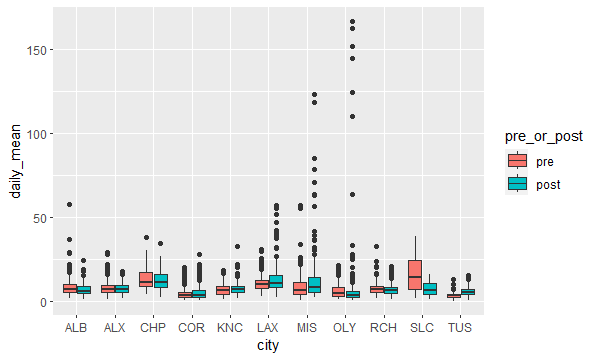 150
100
50
0
daily_mean
ALB ALX CHP COR KNC LAX MIS OLY RCH SLC TUS
city
pre_or_post
pre
post